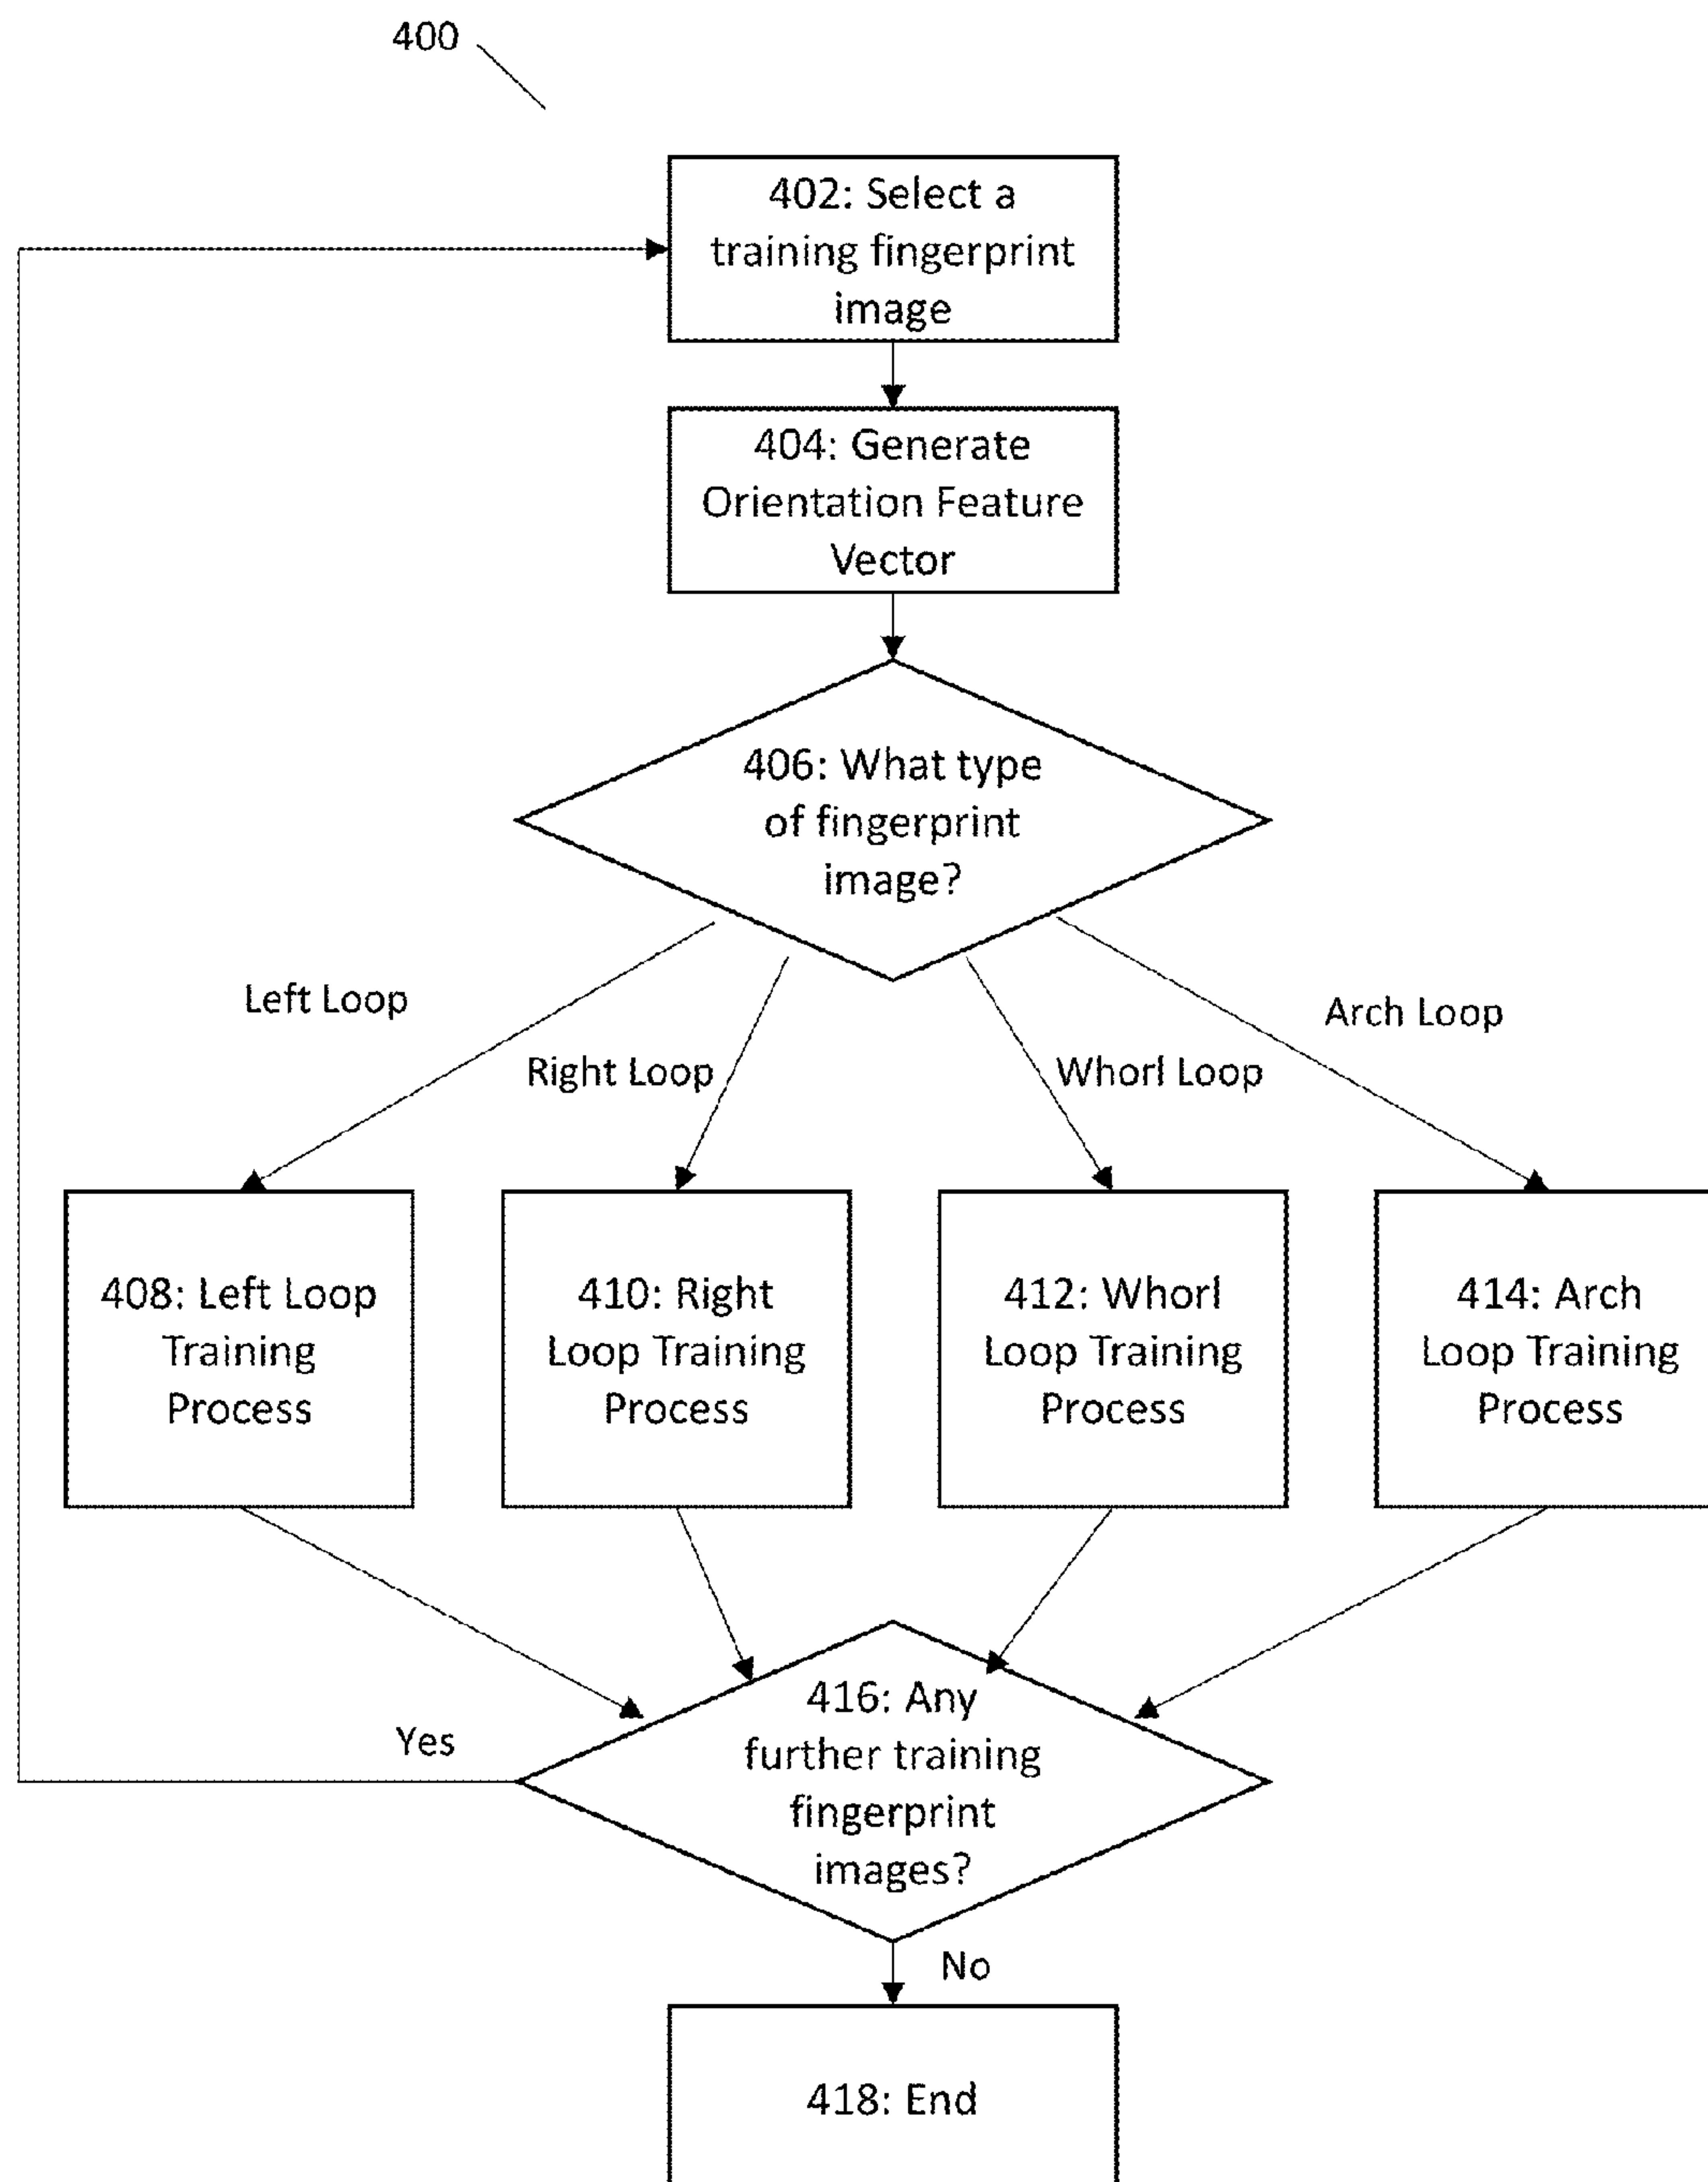 400
402: Select a
training fingerprint
image
404: Generate
Orientation Feature
Vector
406: What type
of fingerprint
image?
Left Loop
Arch Loop
Right Loop
Whorl Loop
408: Left Loop
Training
Process
410: Right
Loop Training
Process
412: Whorl
Loop Training
Process
414: Arch
Loop Training
Process
416: Any
further training
fingerprint
images?
Yes
No
418: End